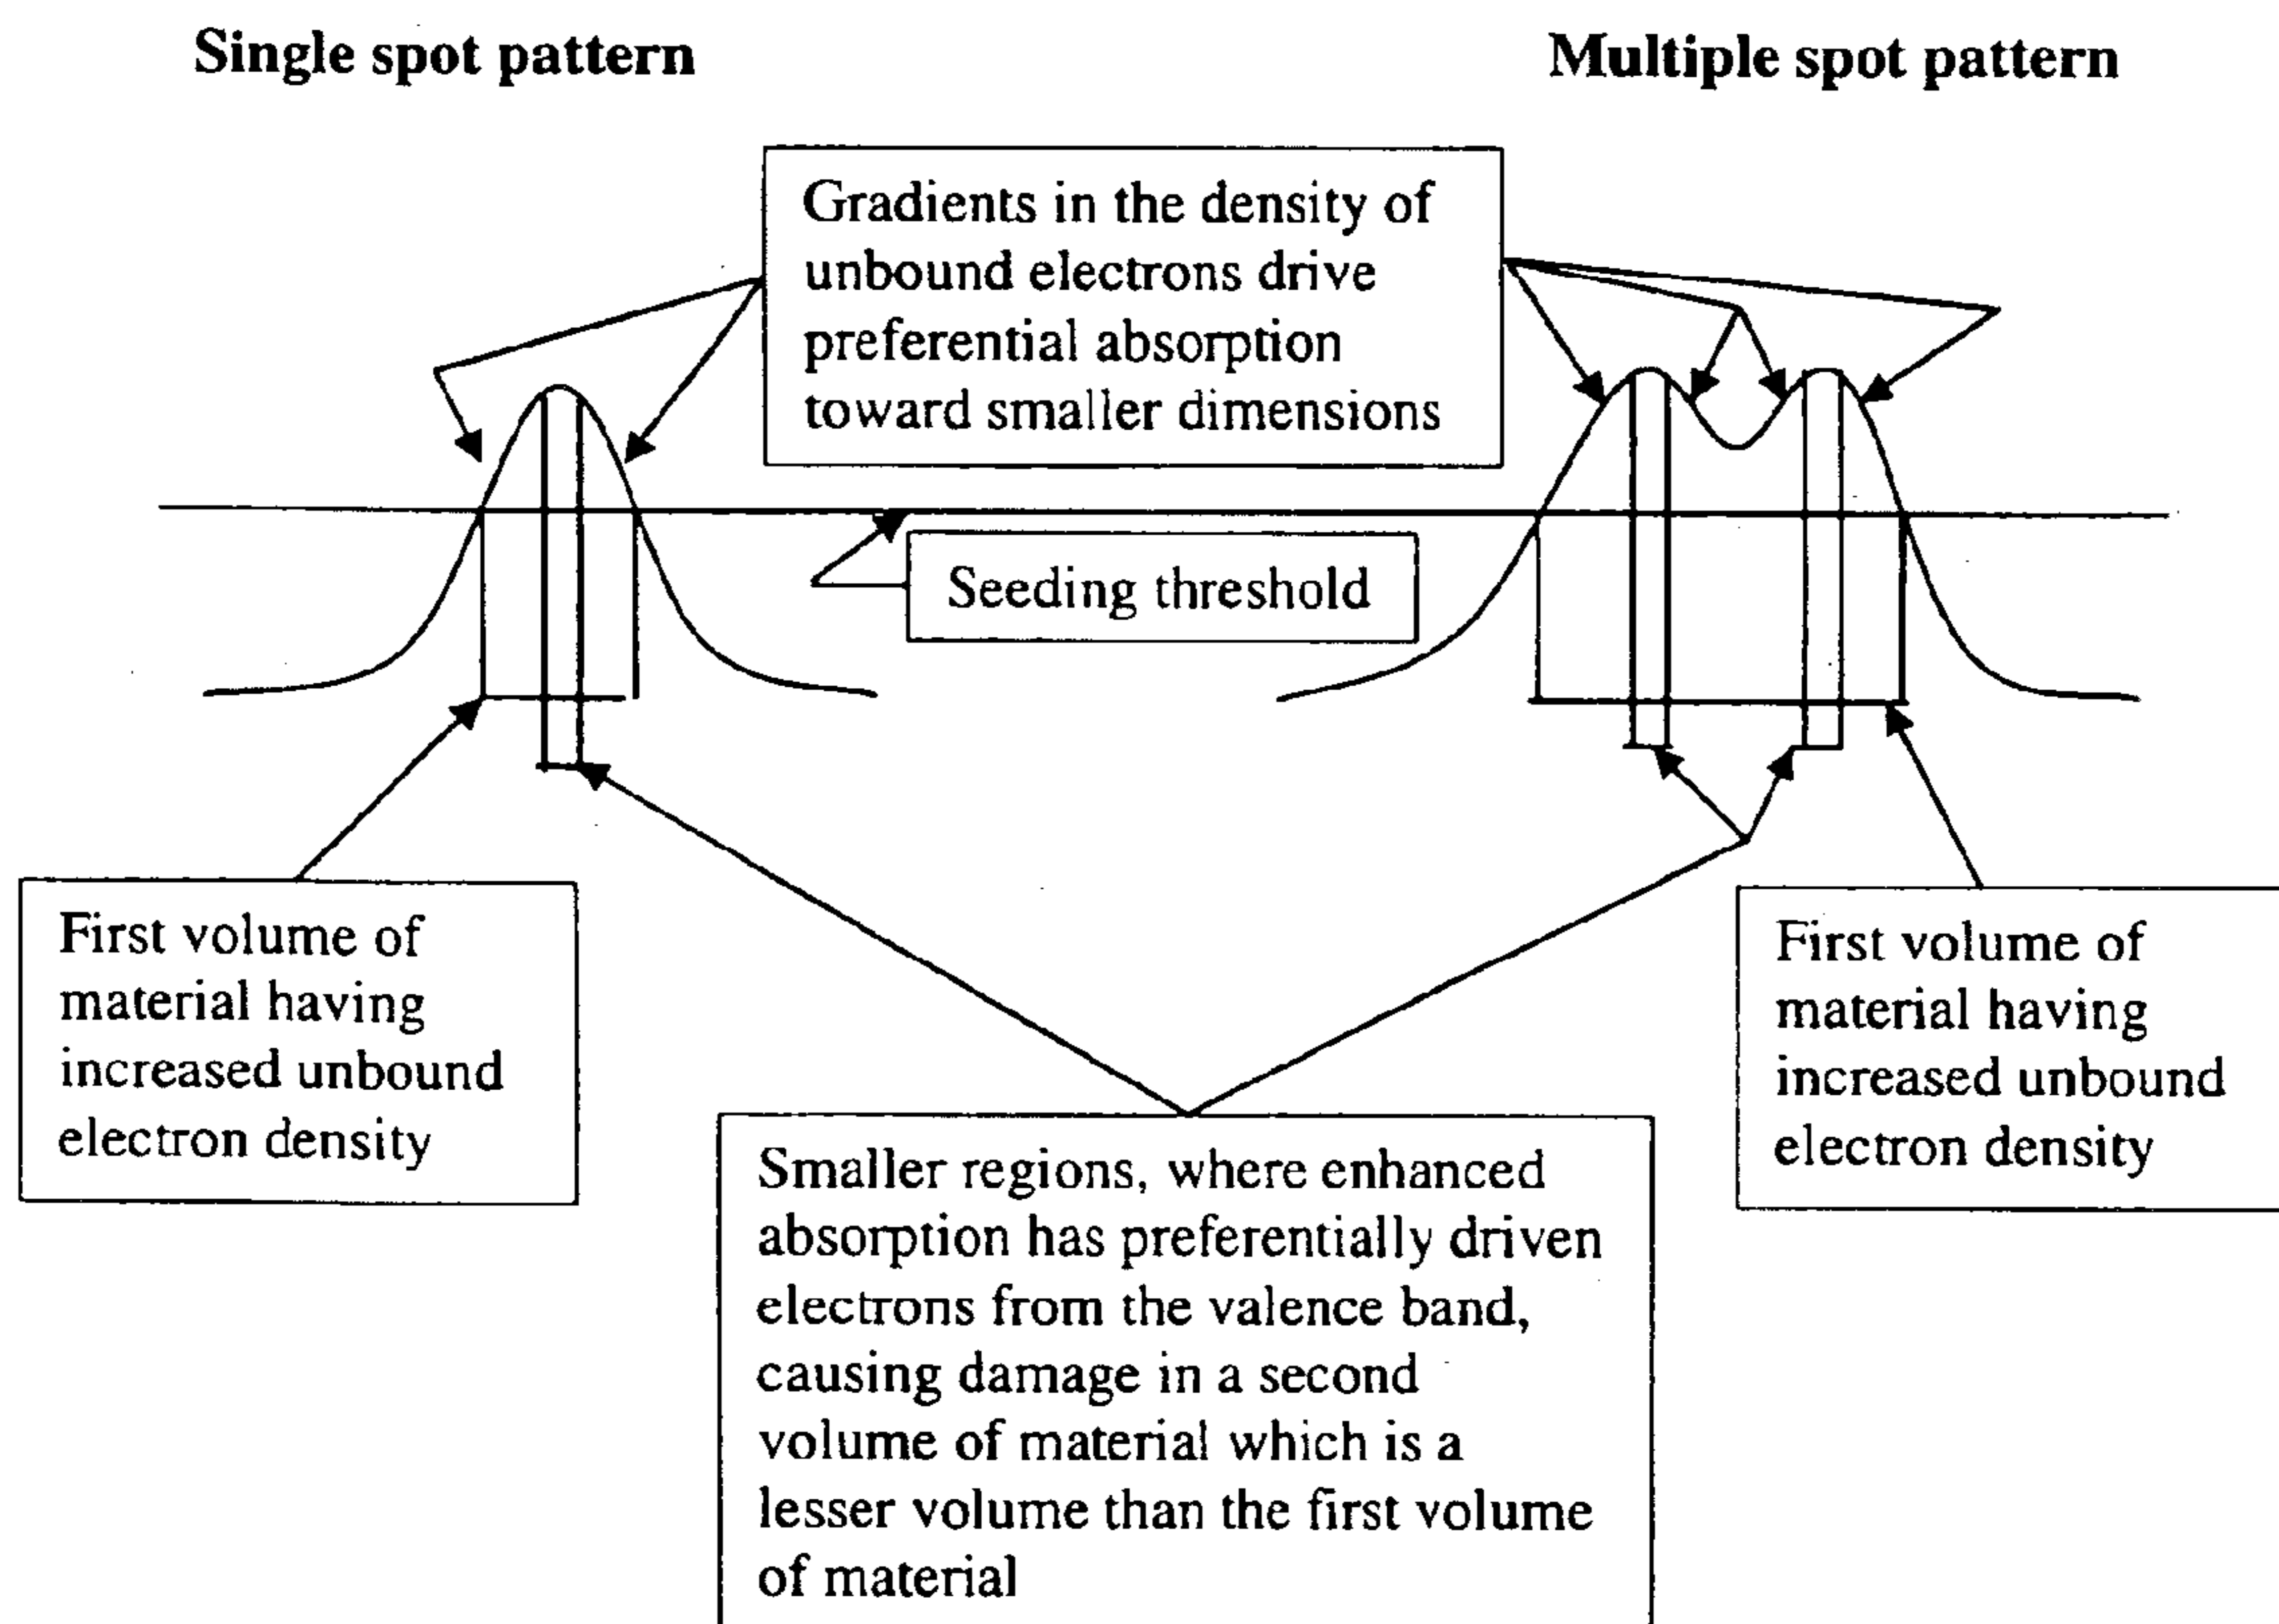 Single spot pattern
Multiple spot pattern
Gradients in the density of
unbound electrons drive
preferential absorption
toward smaller dimensions
Seeding threshold
First volume of
material having
increased unbound
electron density
First volume of
material having
increased unbound
electron density
Smaller regions, where enhanced
absorption has preferentially driven
electrons from the valence band,
causing damage in a second
volume of material which is a
lesser volume than the first volume
of material